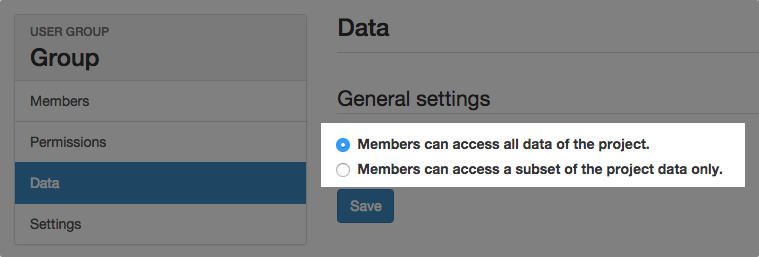 USER GROUP
Group
Members
Permissions
Data
Settings
Data
General settings
Members can access all data of the project.
Members can access a subset of the project data only.
Save